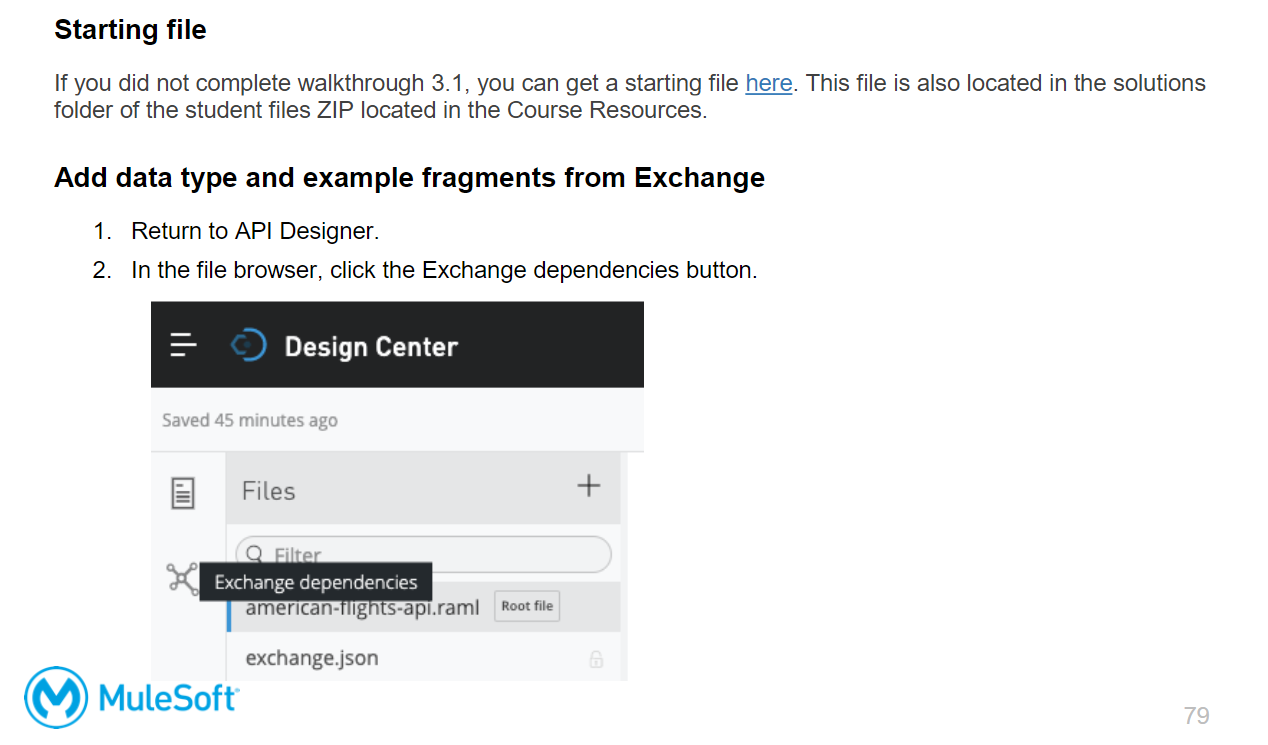 Starting file
If you did not complete walkthrough 3.1, you can get a starting file here. This file is also located in the solutions
folder of the student files ZIP located in the Course Resources.
Add data type and example fragments from Exchange
1. Return to API Designer.
2. In the file browser, click the Exchange dependencies button.
Design Center
Saved 45 minutes ago
Files
Filter
Exchange dependencies
american-flights-api.raml Root file
exchange.json
MuleSoft
79